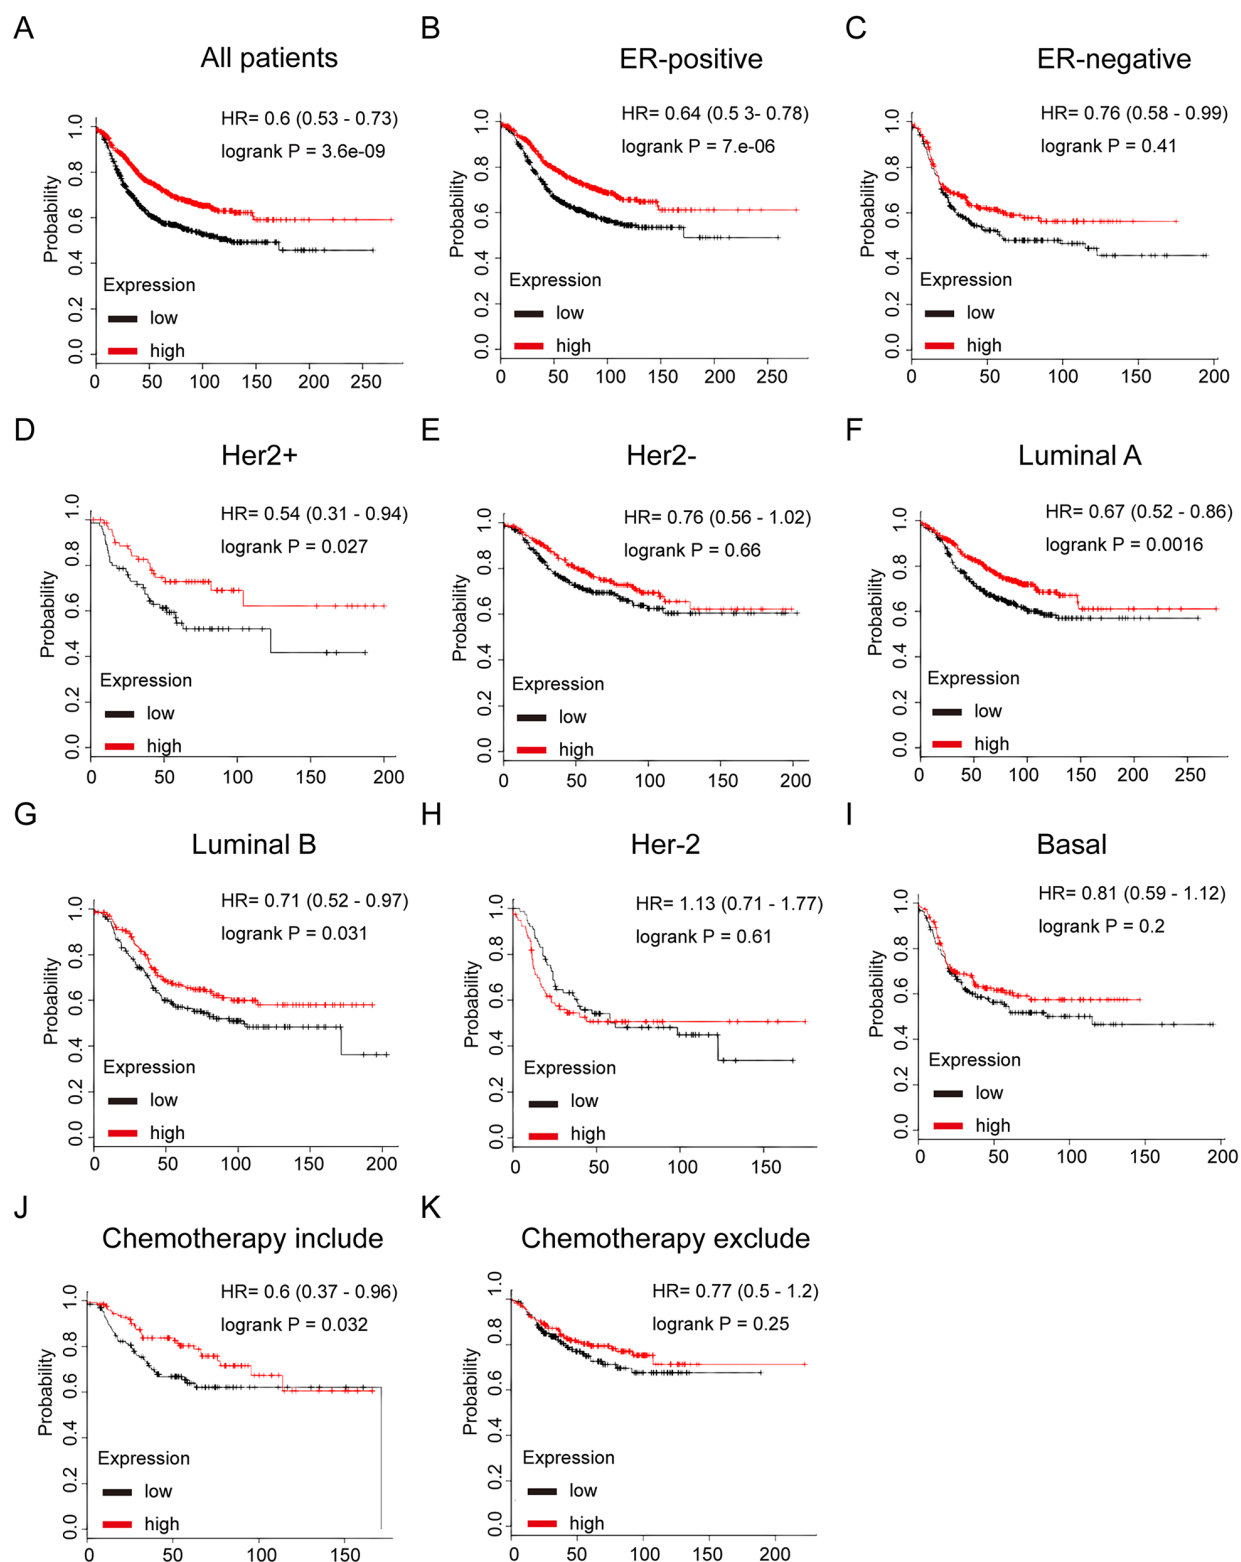 A
All patients
HR= 0.6 (0.53 - 0.73)
logrank P = 3.6e-09
Probability
0.0 0.2 0.4 0.6 0.8 1.0
Expression
low
high
0 50 100 150 200 250
B
ER-positive
HR= 0.64 (0.5 3- 0.78)
logrank P = 7.e-06
Probability
0.0 0.2 0.4 0.6 0.8 1.0
Expression
low
high
0 50 100 150 200 250
C
ER-negative
HR= 0.76 (0.58 - 0.99)
logrank P = 0.41
Probability
0.0 0.2 0.4 0.6 0.8 1.0
Expression
low
high
0 50 100 150 200
D
Her2+
HR= 0.54 (0.31 - 0.94)
logrank P = 0.027
Probability
0.0 0.2 0.4 0.6 0.8 1.0
Expression
low
high
0 50 100 150 200
E
Her2-
HR= 0.76 (0.56 - 1.02)
logrank P = 0.66
Probability
0.0 0.2 0.4 0.6 0.8 1.0
Expression
low
high
0 50 100 150 200
F
Luminal A
HR= 0.67 (0.52 - 0.86)
logrank P = 0.0016
Probability
0.0 0.2 0.4 0.6 0.8 1.0
Expression
low
high
0 50 100 150 200 250
G
Luminal B
HR= 0.71 (0.52 - 0.97)
logrank P = 0.031
Probability
0.0 0.2 0.4 0.6 0.8 1.0
Expression
low
high
0 50 100 150 200
H
Her-2
HR= 1.13 (0.71 - 1.77)
logrank P = 0.61
Probability
0.0 0.2 0.4 0.6 0.8 1.0
Expression
low
high
0 50 100 150
I
Basal
HR= 0.81 (0.59 - 1.12)
logrank P = 0.2
Probability
0.0 0.2 0.4 0.6 0.8 1.0
Expression
low
high
0 50 100 150 200
J
Chemotherapy include
HR= 0.6 (0.37 - 0.96)
logrank P = 0.032
Probability
0.0 0.2 0.4 0.6 0.8 1.0
Expression
low
high
0 50 100 150
K
Chemotherapy exclude
HR= 0.77 (0.5 - 1.2)
logrank P = 0.25
Probability
0.0 0.2 0.4 0.6 0.8 1.0
Expression
low
high
0 50 100 150 200